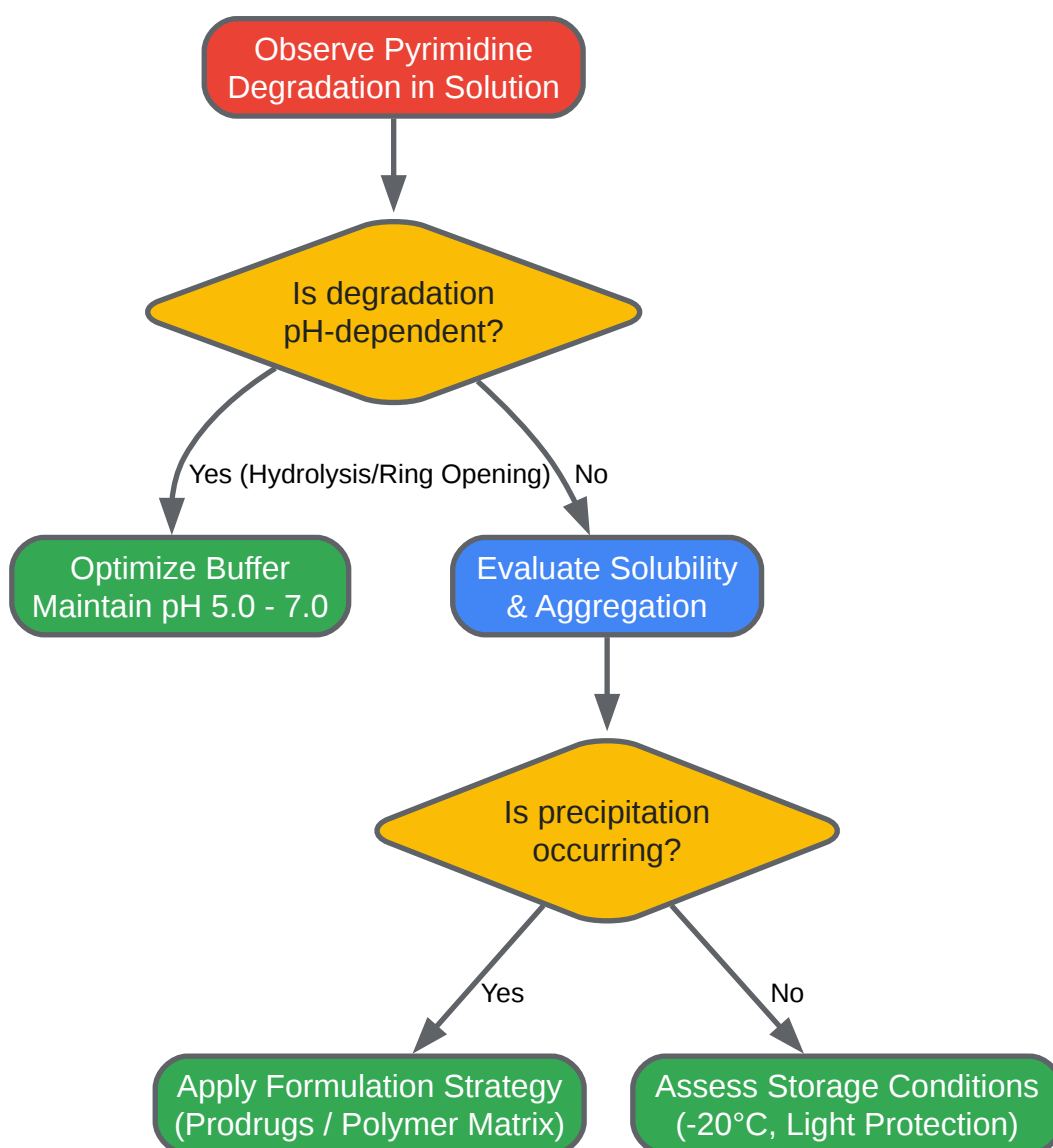 Observe Pyrimidine
Degradation in Solution
Is degradation
pH-dependent?
Yes (Hydrolysis/Ring Opening)
No
Optimize Buffer
Maintain pH 5.0 - 7.0
Evaluate Solubility
& Aggregation
Is precipitation
occurring?
Yes
No
Apply Formulation Strategy
(Prodrugs / Polymer Matrix)
Assess Storage Conditions
(-20°C, Light Protection)